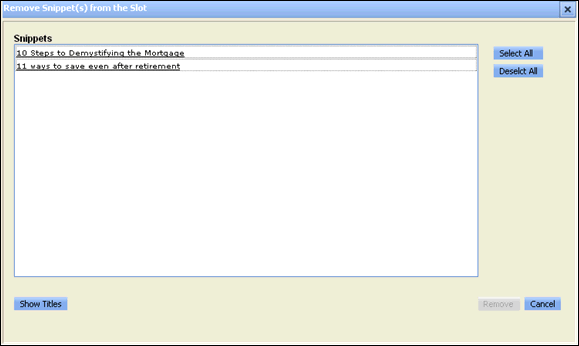 Remove Snippet(s) from the Slot
Snippets
10 Steps to Demystifying the Mortgage
11 ways to save even after retirement
Select All
Deselct All
Show Titles
Remove
Cancel